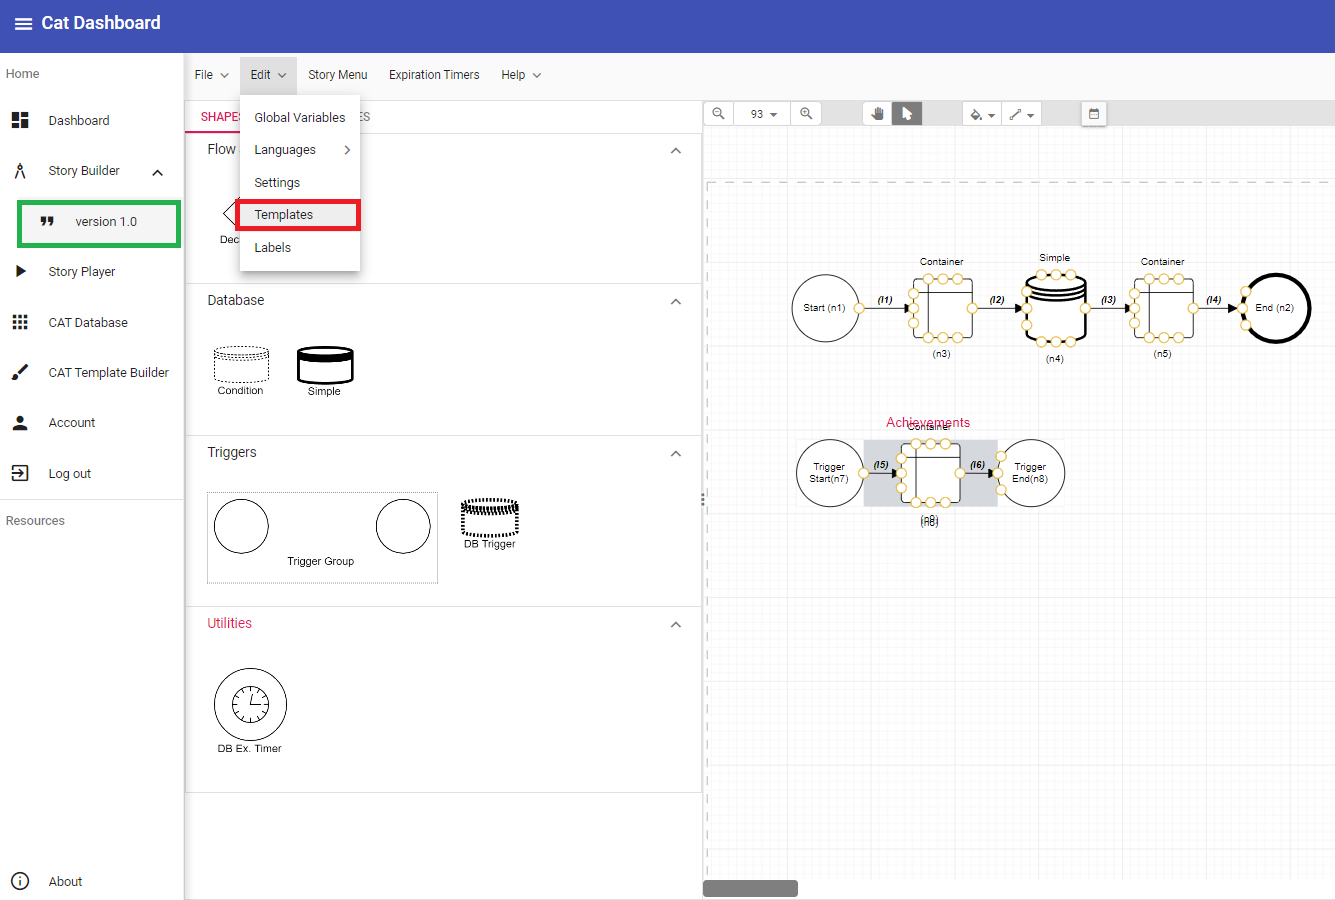 Cat Dashboard
Home
Dashboard
Story Builder
version 1.0
Story Player
CAT Database
CAT Template Builder
Account
Log out
Resources
About
File
Edit
Story Menu
Expiration Timers
Help
Global Variables
Languages
Settings
Templates
Labels
SHAPES
ES
Flow
Dec
Database
Condition
Simple
Triggers
Trigger Group
DB Trigger
Utilities
DB Ex. Timer
93
Container
Simple
Container
Start (n1)
(l1)
(l2)
(l3)
(l4)
End (n2)
(n3)
(n4)
(n5)
Achievements
Container
Trigger
Start(n7)
(l5)
(l6)
Trigger
End(n8)